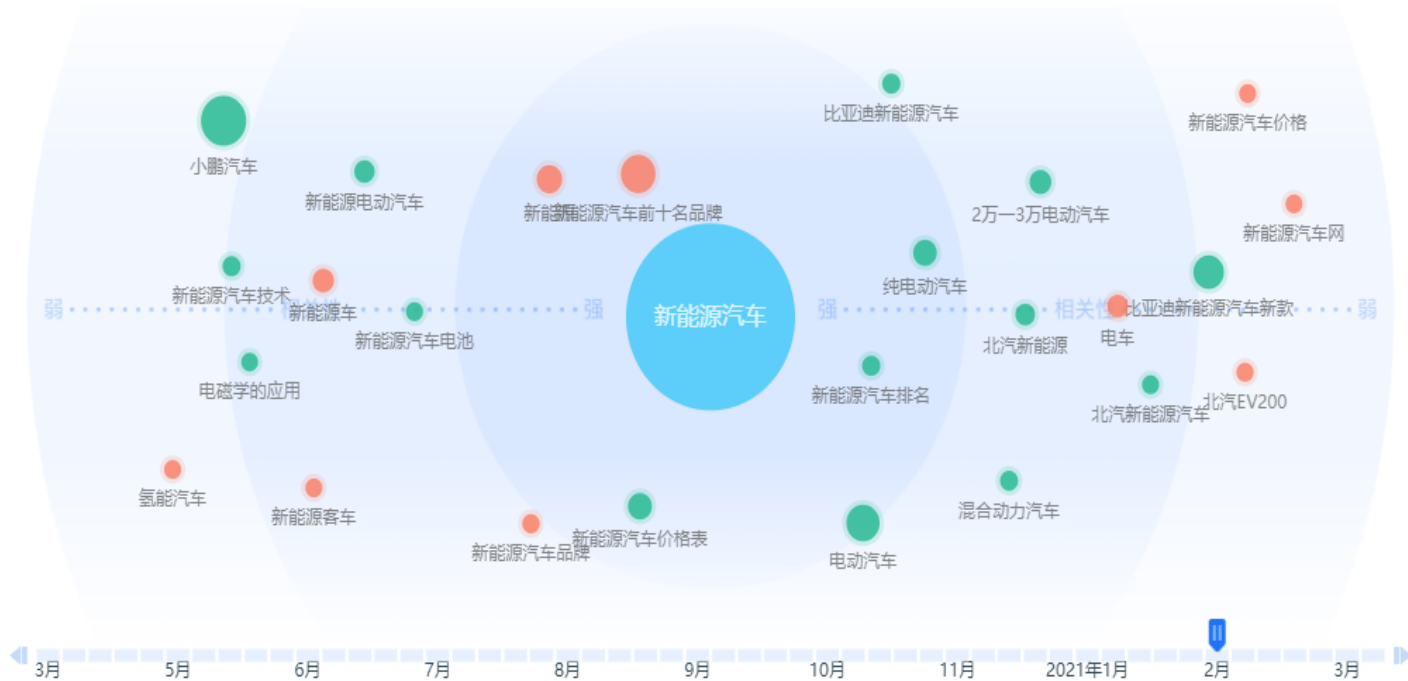 比亚迪新能源汽车
新能源汽车价格
小鹏汽车
新能源电动汽车
新能源
新能源汽车前十名品牌
2万一3万电动汽车
新能源汽车网
纯电动汽车
新能源汽车技术
弱
相关性
强
新能源汽车
强
相关性
弱
新能源车
比亚迪新能源汽车新款
新能源汽车电池
电车
北汽新能源
电磁学的应用
新能源汽车排名
北汽新能源汽车
北汽EV200
氢能汽车
新能源客车
混合动力汽车
新能源汽车品牌
新能源汽车价格表
电动汽车
3月
5月
6月
7月
8月
9月
10月
11月
2021年1月
2月
3月